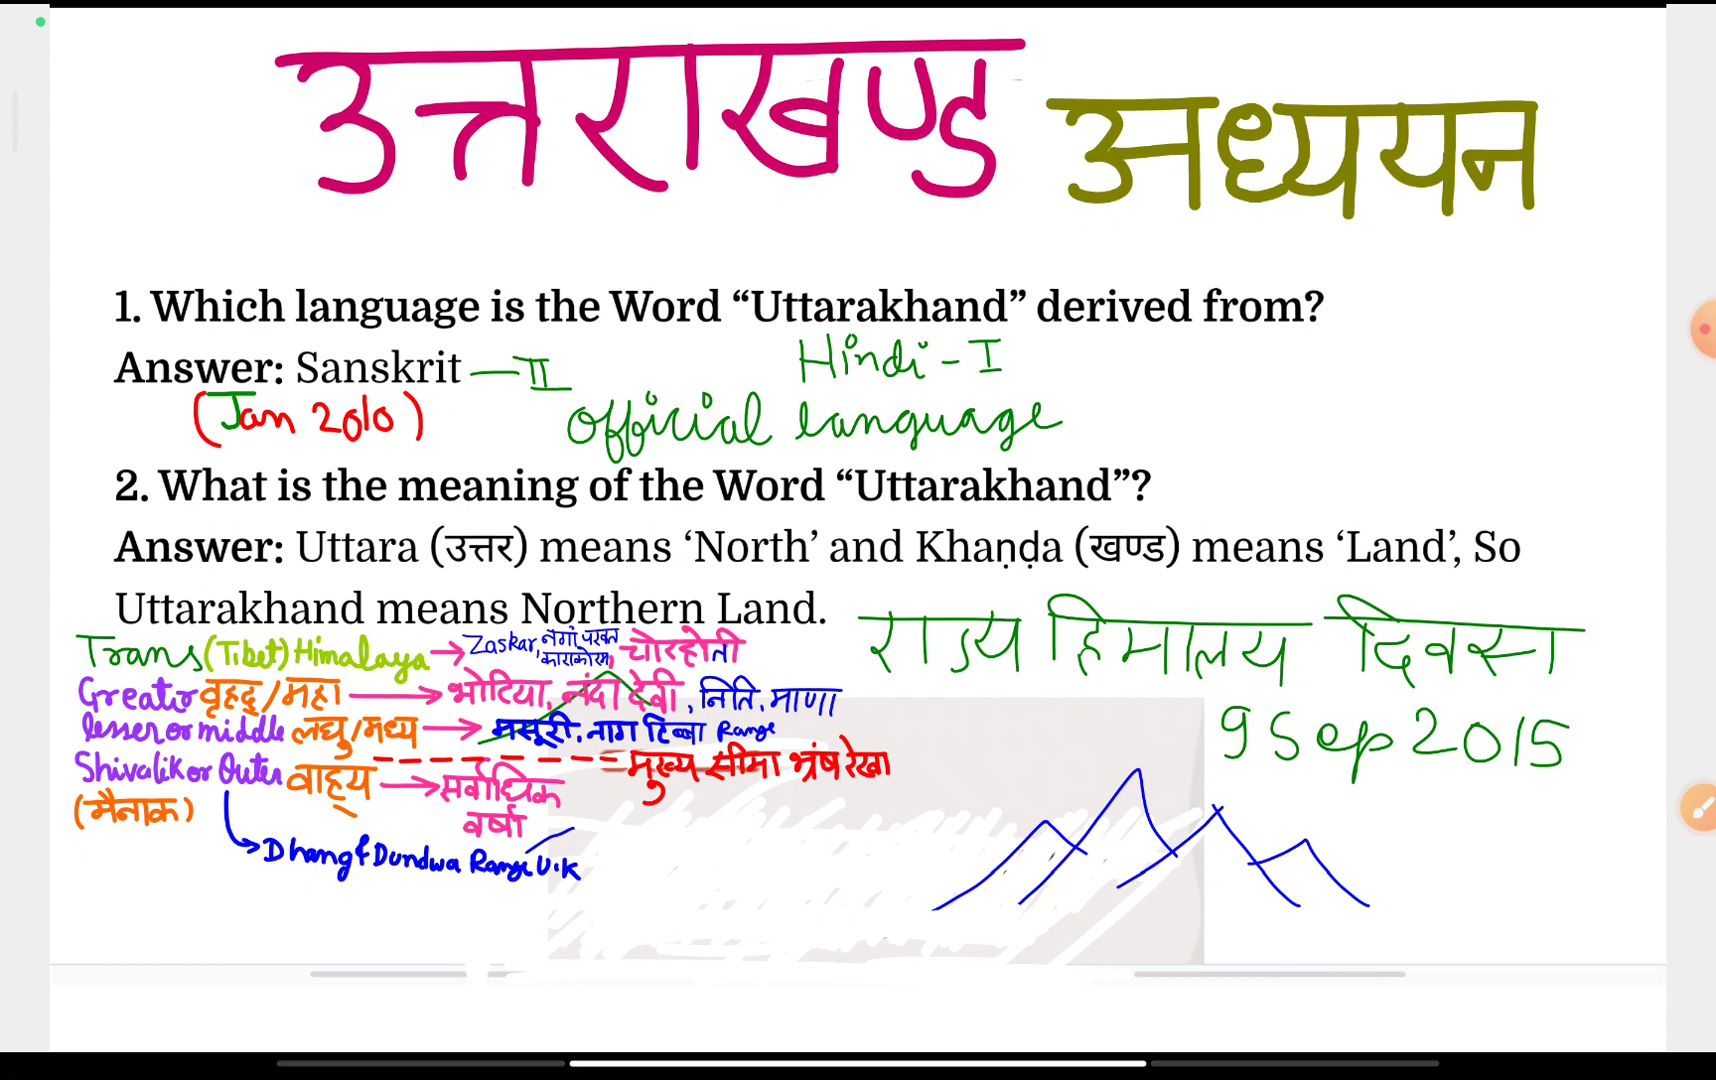 उत्तराखण्ड अध्ययन
1. Which language is the Word “Uttarakhand” derived from?
Answer: Sanskrit — II Hindi - I
(Jan 2010) official language
2. What is the meaning of the Word “Uttarakhand”?
Answer: Uttara (उत्तर) means ‘North’ and Khaṇḍa (खण्ड) means ‘Land’, So
Uttarakhand means Northern Land.
राज्य हिमालय दिवस
9 Sep 2015
Trans (Tibet) Himalaya → Zaskar, नंगा पर्वत काराकोरम, चोरहोती
Greater वृहद्/महा → भोटिया, नंदा देवी, निति, माणा
lesser or middle लघु/मध्य → मसूरी, नाग टिब्बा Range
मुख्य सीमा भ्रंष रेखा
Shivalik or Outer वाह्य → सर्वाधिक वर्षा
(मैनाक)
Dhang & Dundwa Range U.K